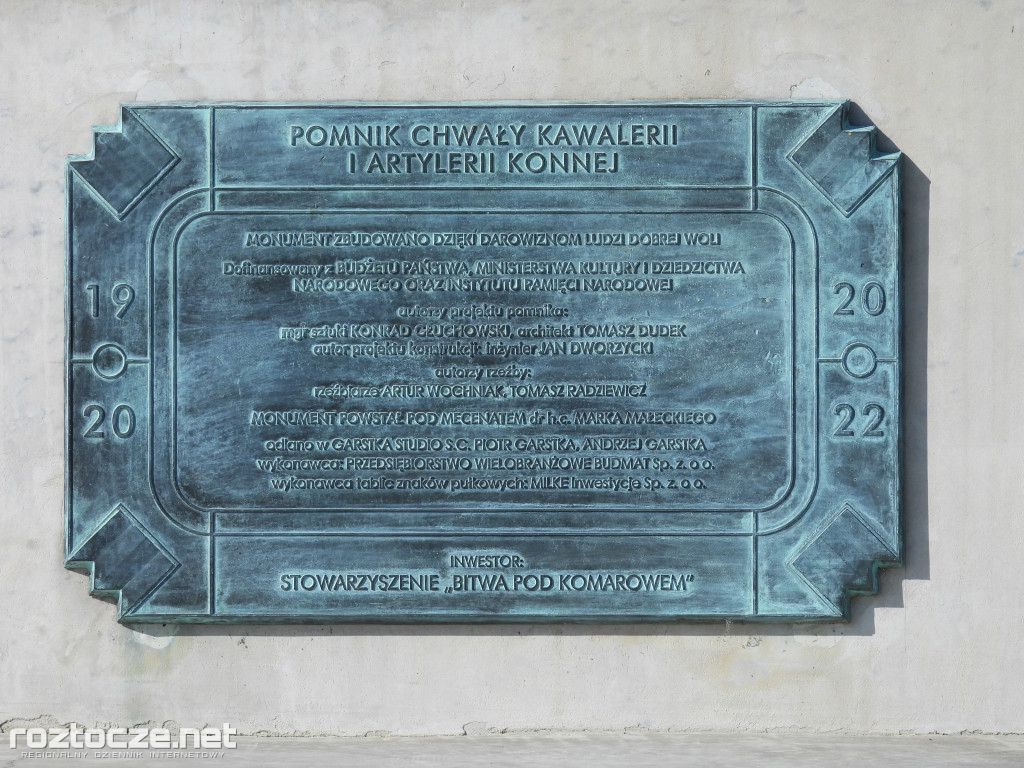 POMNIK CHWAŁY KAWALERII
I ARTYLERII KONNEJ
MONUMENT ZBUDOWANO DZIĘKI DAROWIZNOM LUDZI DOBREJ WOLI
Dofinansowany z BUDŻETU PAŃSTWA, MINISTERSTWA KULTURY I DZIEDZICTWA
NARODOWEGO ORAZ INSTYTUTU PAMIĘCI NARODOWEJ
autorzy projektu pomnika:
mgr sztuki KONRAD GŁUCHOWSKI, architekt TOMASZ DUDEK
autor projektu konstrukcji: inżynier JAN DWORZYCKI
autorzy rzeźby:
rzeźbiarze ARTUR WOCHNIAK, TOMASZ RADZIEWICZ
MONUMENT POWSTAŁ POD MECENATEM dr h.c. MARKA MAŁECKIEGO
odlano w GARSTKA STUDIO S.C. PIOTR GARSTKA, ANDRZEJ GARSTKA
wykonawca: PRZEDSIĘBIORSTWO WIELOBRANŻOWE BUDMAT Sp. z o o.
wykonawca tablic znaków pułkowych: MILKE Inwestycje Sp. z o o.
19
20
20
22
INWESTOR:
STOWARZYSZENIE „BITWA POD KOMAROWEM"
roztocze.net
REGIONALNY DZIENNIK INTERNETOWY